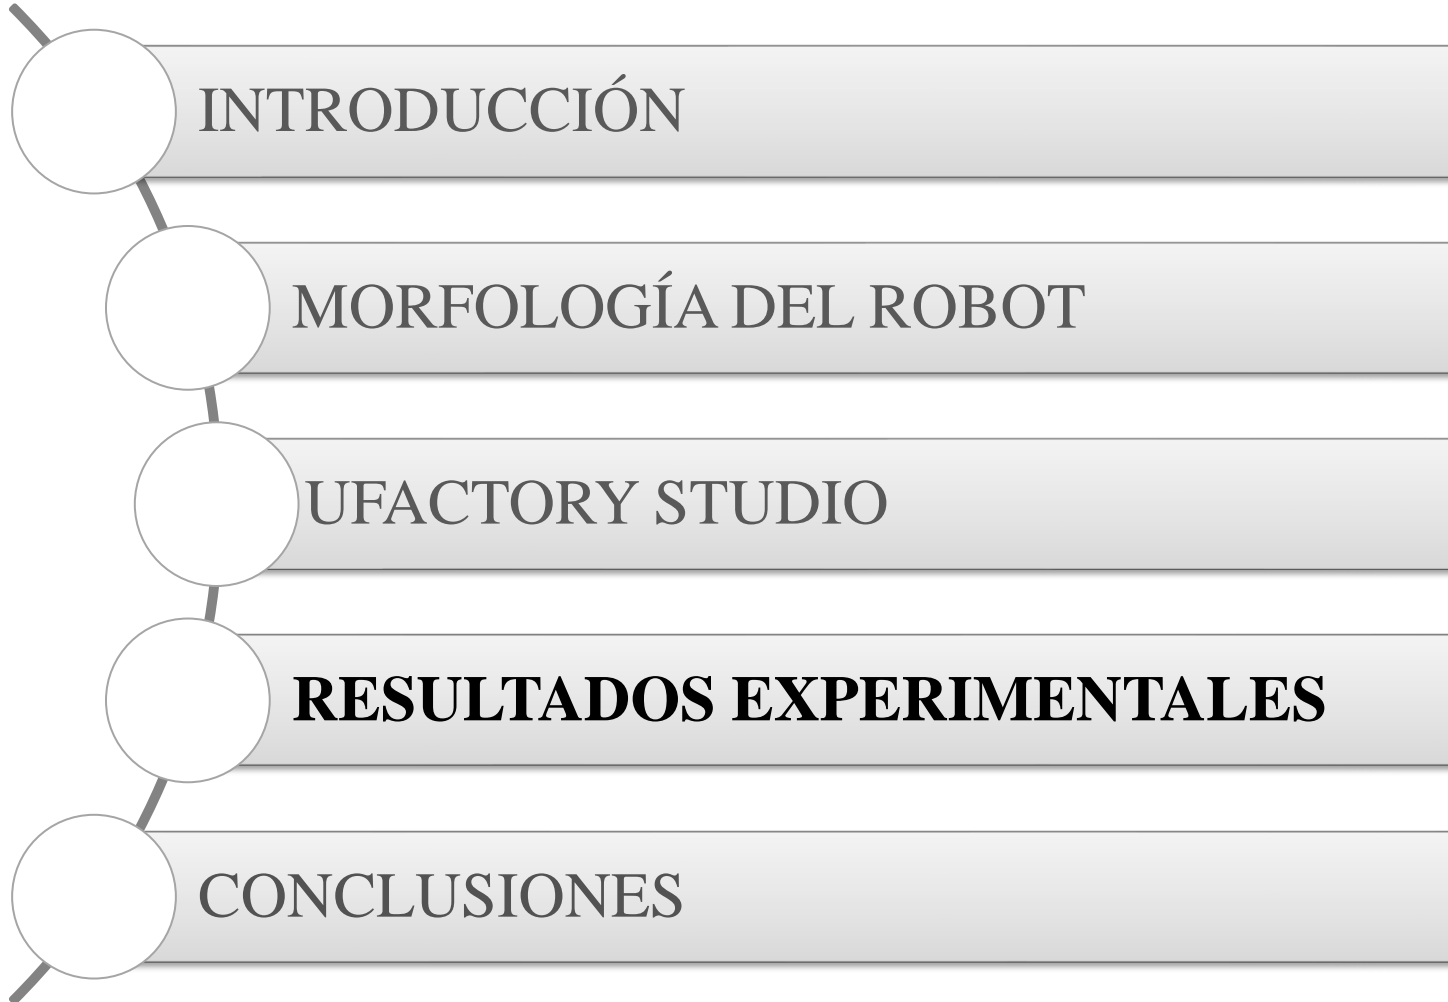 INTRODUCCIÓN
MORFOLOGÍA DEL ROBOT
UFACTORY STUDIO
RESULTADOS EXPERIMENTALES
CONCLUSIONES